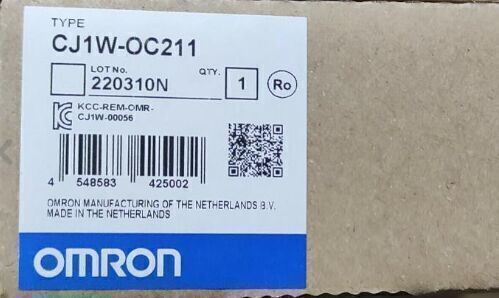 TYPE
CJ1W-OC211
LOT No.
QTY.
220310N
1
Ro
KCC-REM-OMR-
CJ1W-00056
4 548583 425002
OMRON MANUFACTURING OF THE NETHERLANDS B.V.
MADE IN THE NETHERLANDS
OMRON